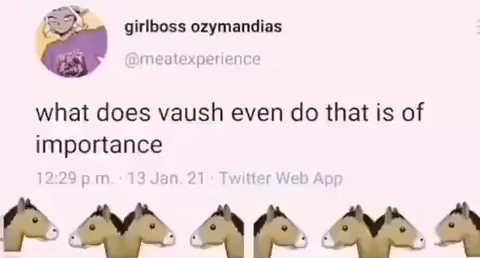 girlboss ozymandias
@meatexperience
what does vaush even do that is of
importance
12:29 p.m. · 13 Jan. 21 · Twitter Web App